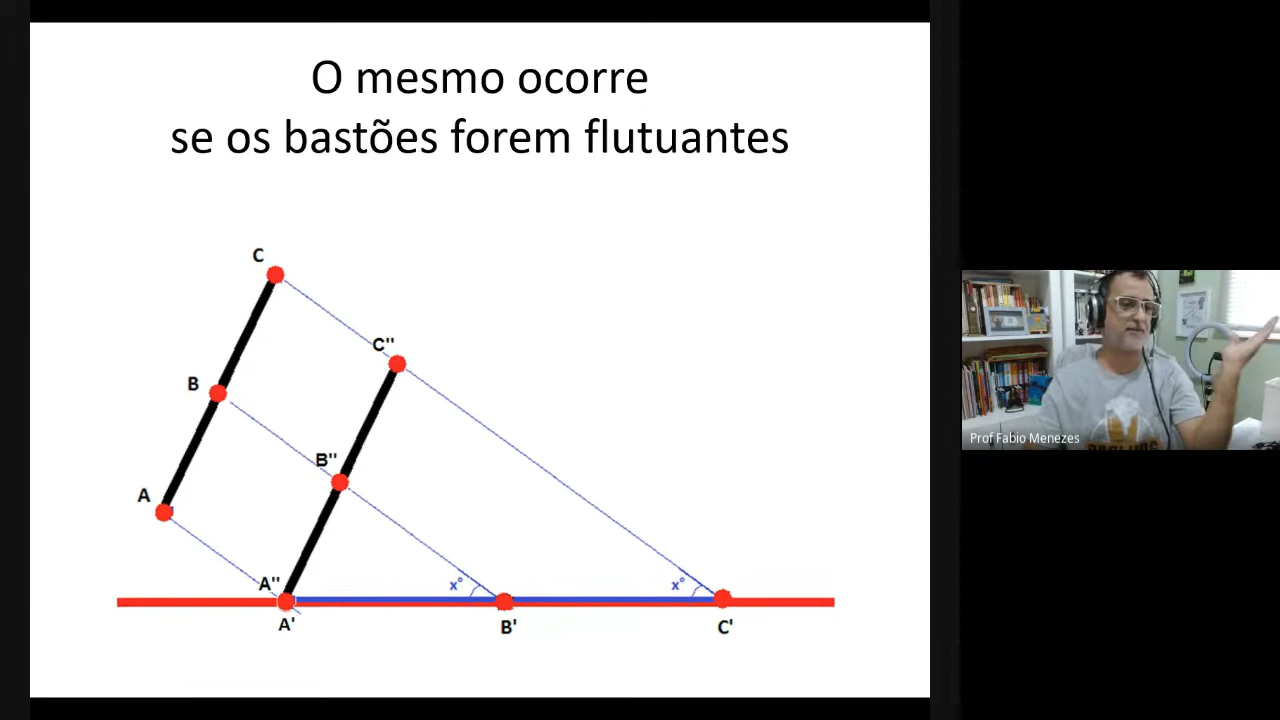 O mesmo ocorre
se os bastões forem flutuantes
C
C"
B
B"
A
A"
x°
x°
A'
B'
C'
Prof Fabio Menezes